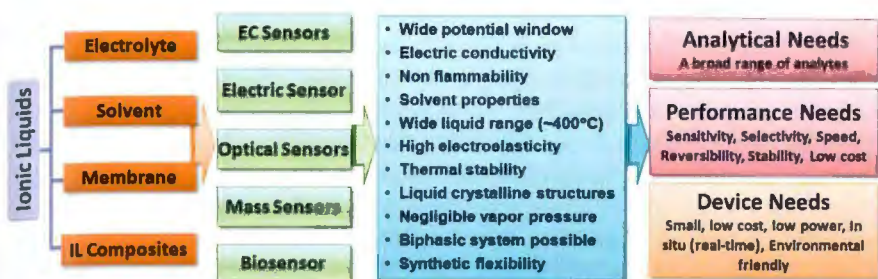 Ionic Liquids
Electrolyte
Solvent
Membrane
IL Composites
EC Sensors
Electric Sensor
Optical Sensors
Mass Sensors
Biosensor
• Wide potential window
• Electric conductivity
• Non flammability
• Solvent properties
• Wide liquid range (~400°C)
• High electroelasticity
• Thermal stability
• Liquid crystalline structures
• Negligible vapor pressure
• Biphasic system possible
• Synthetic flexibility
Analytical Needs
A broad range of analytes
Performance Needs
Sensitivity, Selectivity, Speed,
Reversibility, Stability, Low cost
Device Needs
Small, low cost, low power, in
situ (real-time), Environmental
friendly